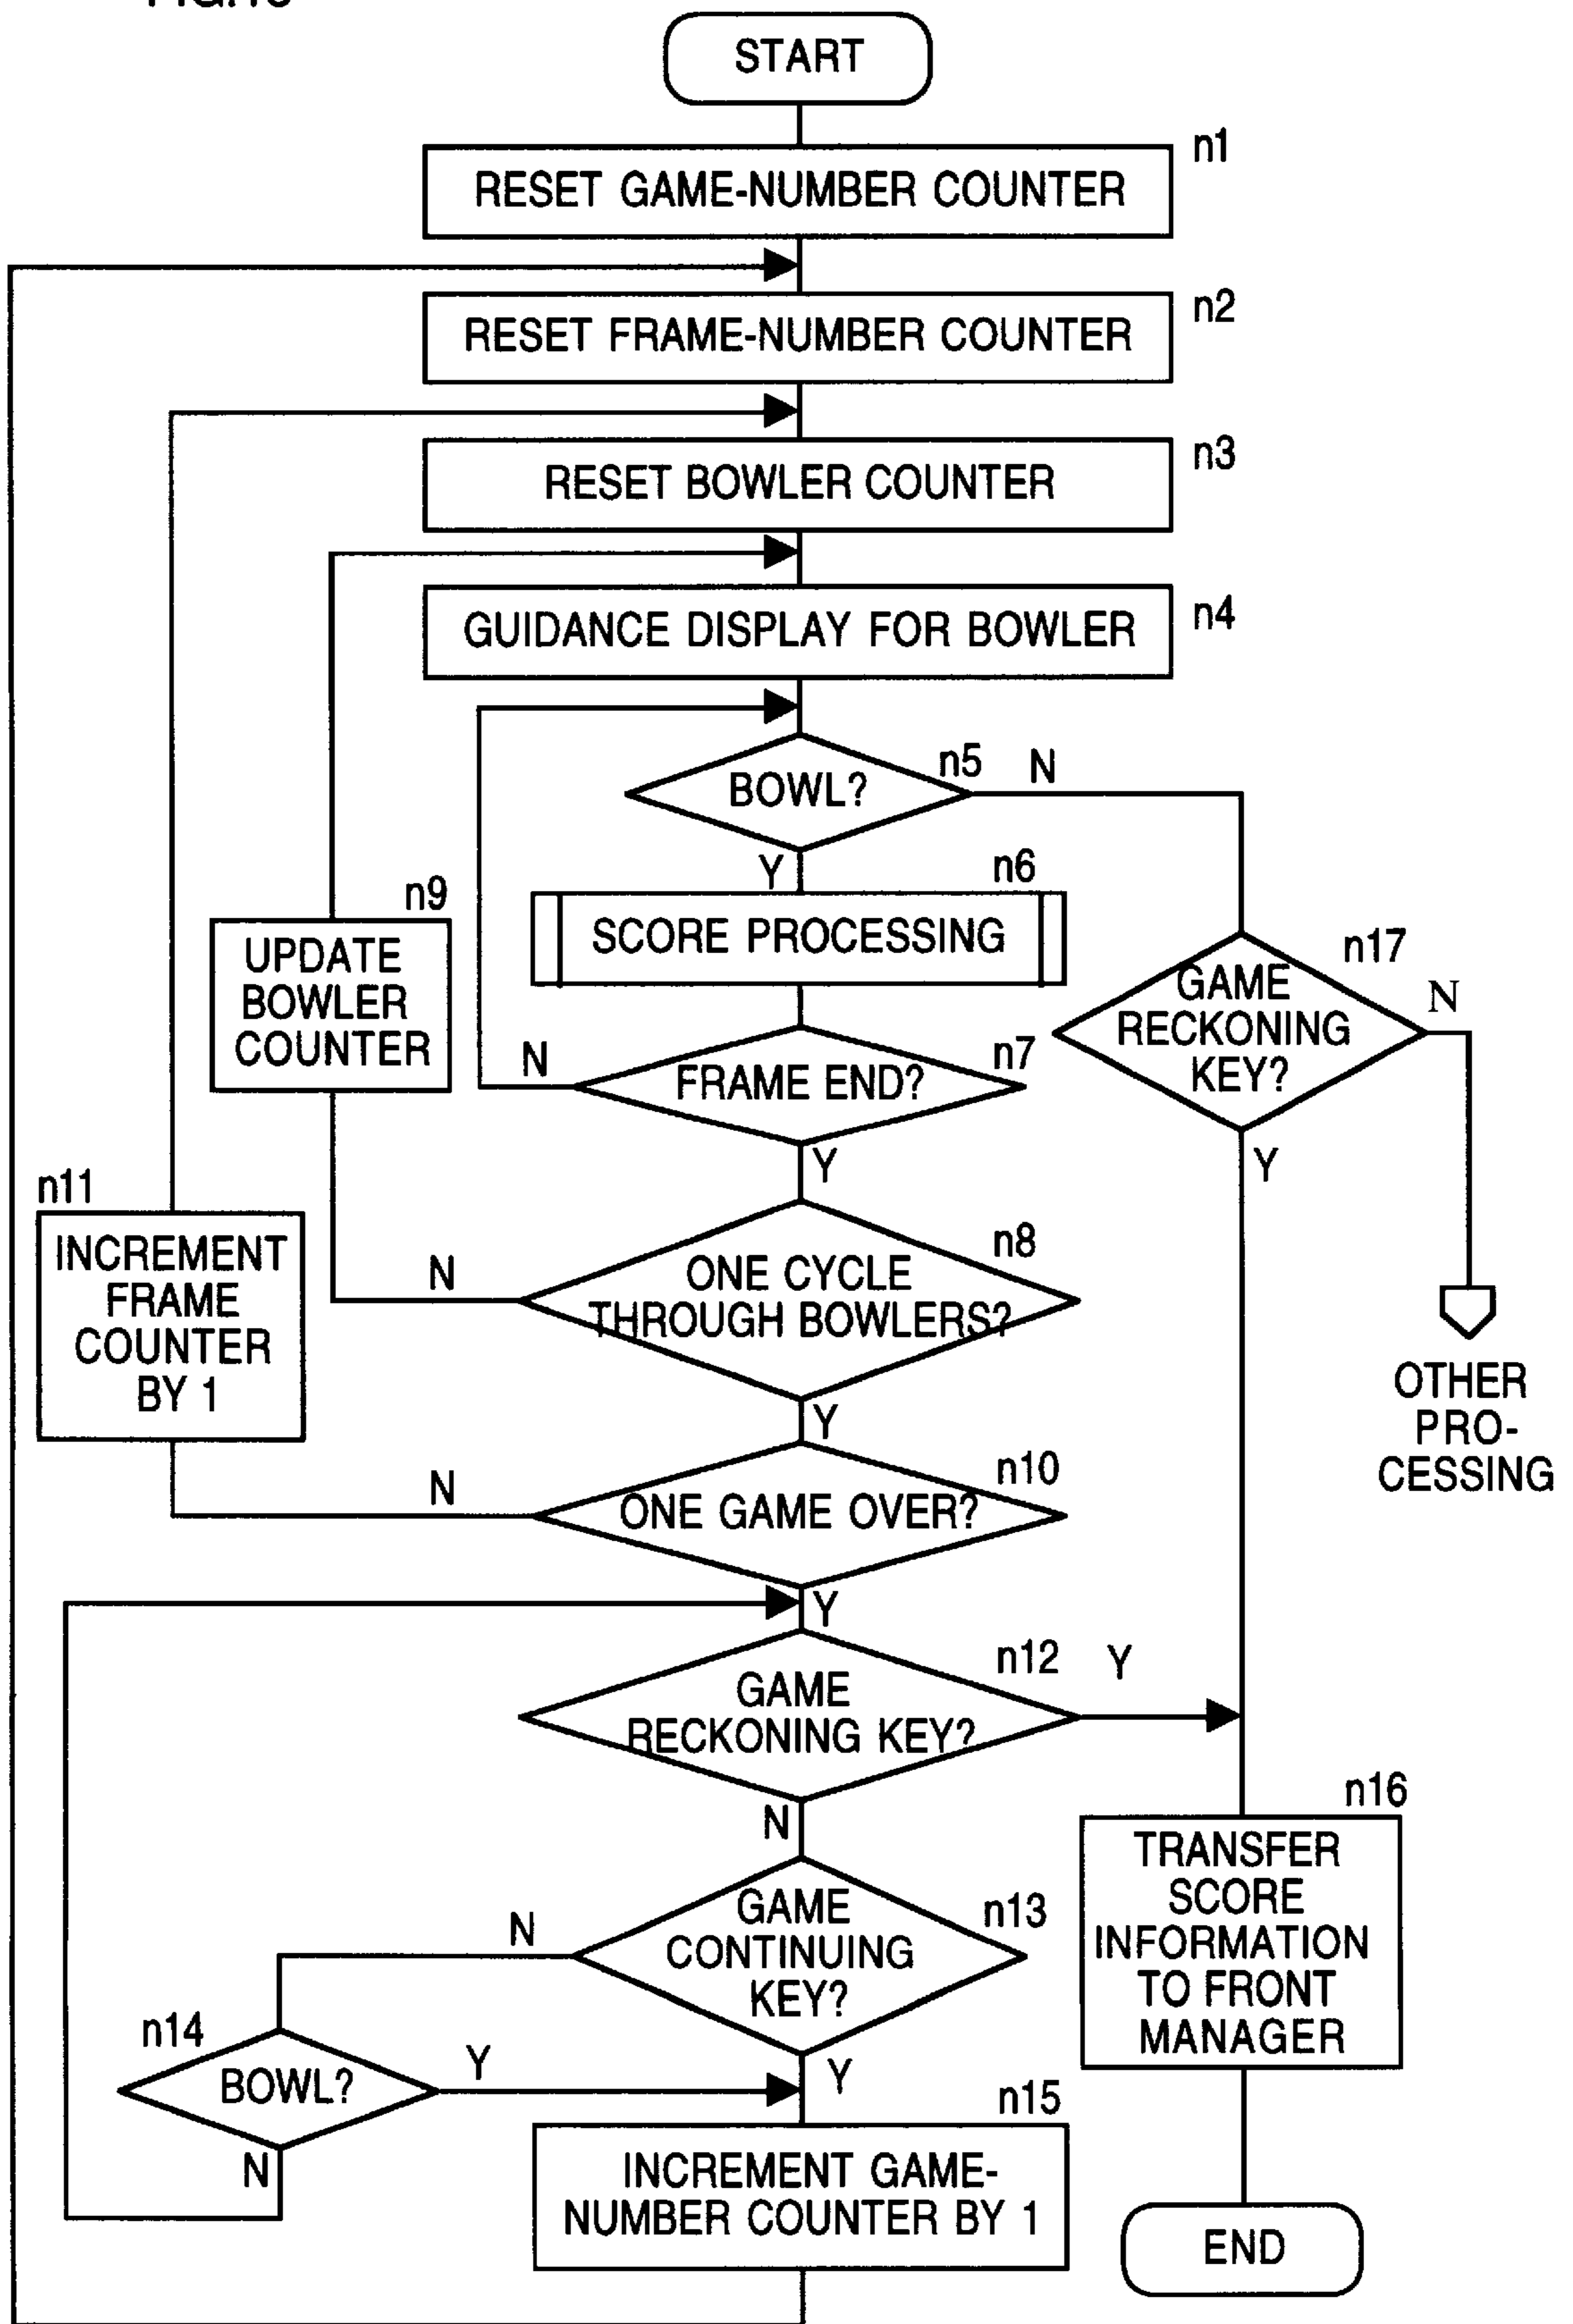 START
n1
RESET GAME-NUMBER COUNTER
n2
RESET FRAME-NUMBER COUNTER
n3
RESET BOWLER COUNTER
n4
GUIDANCE DISPLAY FOR BOWLER
n5
N
BOWL?
Y
n6
SCORE PROCESSING
n9
UPDATE
BOWLER
COUNTER
n17
GAME
RECKONING
KEY?
N
Y
N
n7
FRAME END?
Y
n11
INCREMENT
FRAME
COUNTER
BY 1
N
n8
ONE CYCLE
THROUGH BOWLERS?
Y
OTHER
PRO-
CESSING
N
n10
ONE GAME OVER?
Y
n12
Y
GAME
RECKONING KEY?
N
n16
TRANSFER
SCORE
INFORMATION
TO FRONT
MANAGER
N
n13
GAME
CONTINUING
KEY?
Y
n14
BOWL?
Y
N
n15
INCREMENT GAME-
NUMBER COUNTER BY 1
END